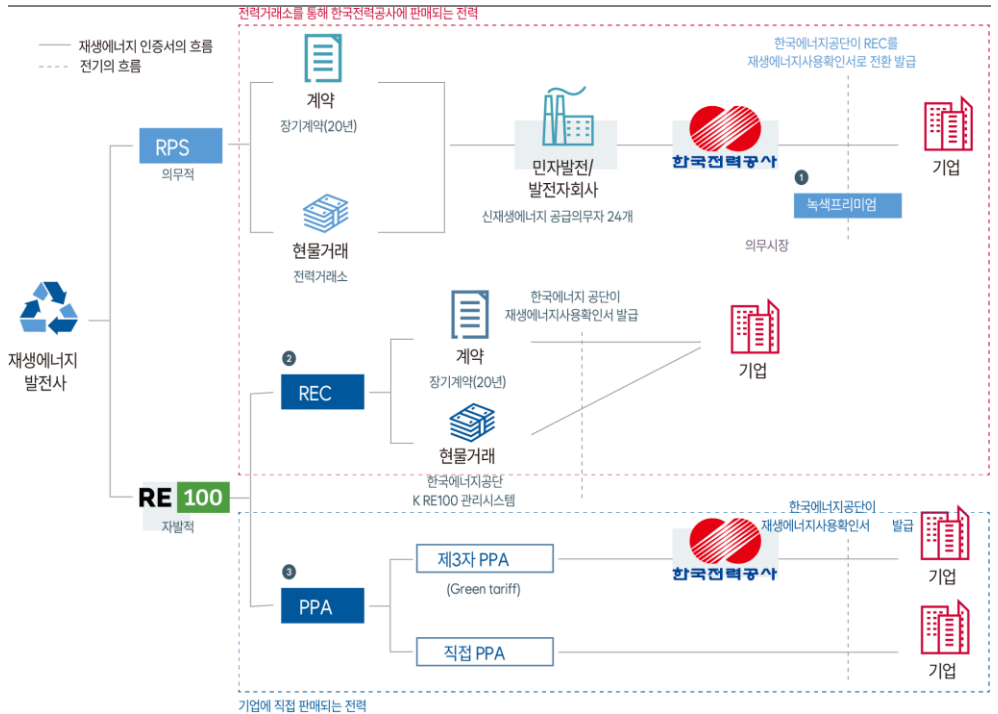 전력거래소를 통해 한국전력공사에 판매되는 전력
재생에너지 인증서의 흐름
전기의 흐름
한국에너지공단이 REC를
재생에너지사용확인서로 전환 발급
계약
장기계약(20년)
RPS
의무적
민자발전/
발전자회사
신재생에너지 공급의무자 24개
한국전력공사
기업
1
녹색프리미엄
의무시장
현물거래
전력거래소
재생에너지
발전사
한국에너지 공단이
재생에너지사용확인서 발급
2
REC
계약
장기계약(20년)
기업
현물거래
한국에너지공단
K RE100 관리시스템
RE 100
자발적
한국에너지공단이
재생에너지사용확인서 발급
3
PPA
제3자 PPA
(Green tariff)
한국전력공사
기업
직접 PPA
기업
기업에 직접 판매되는 전력